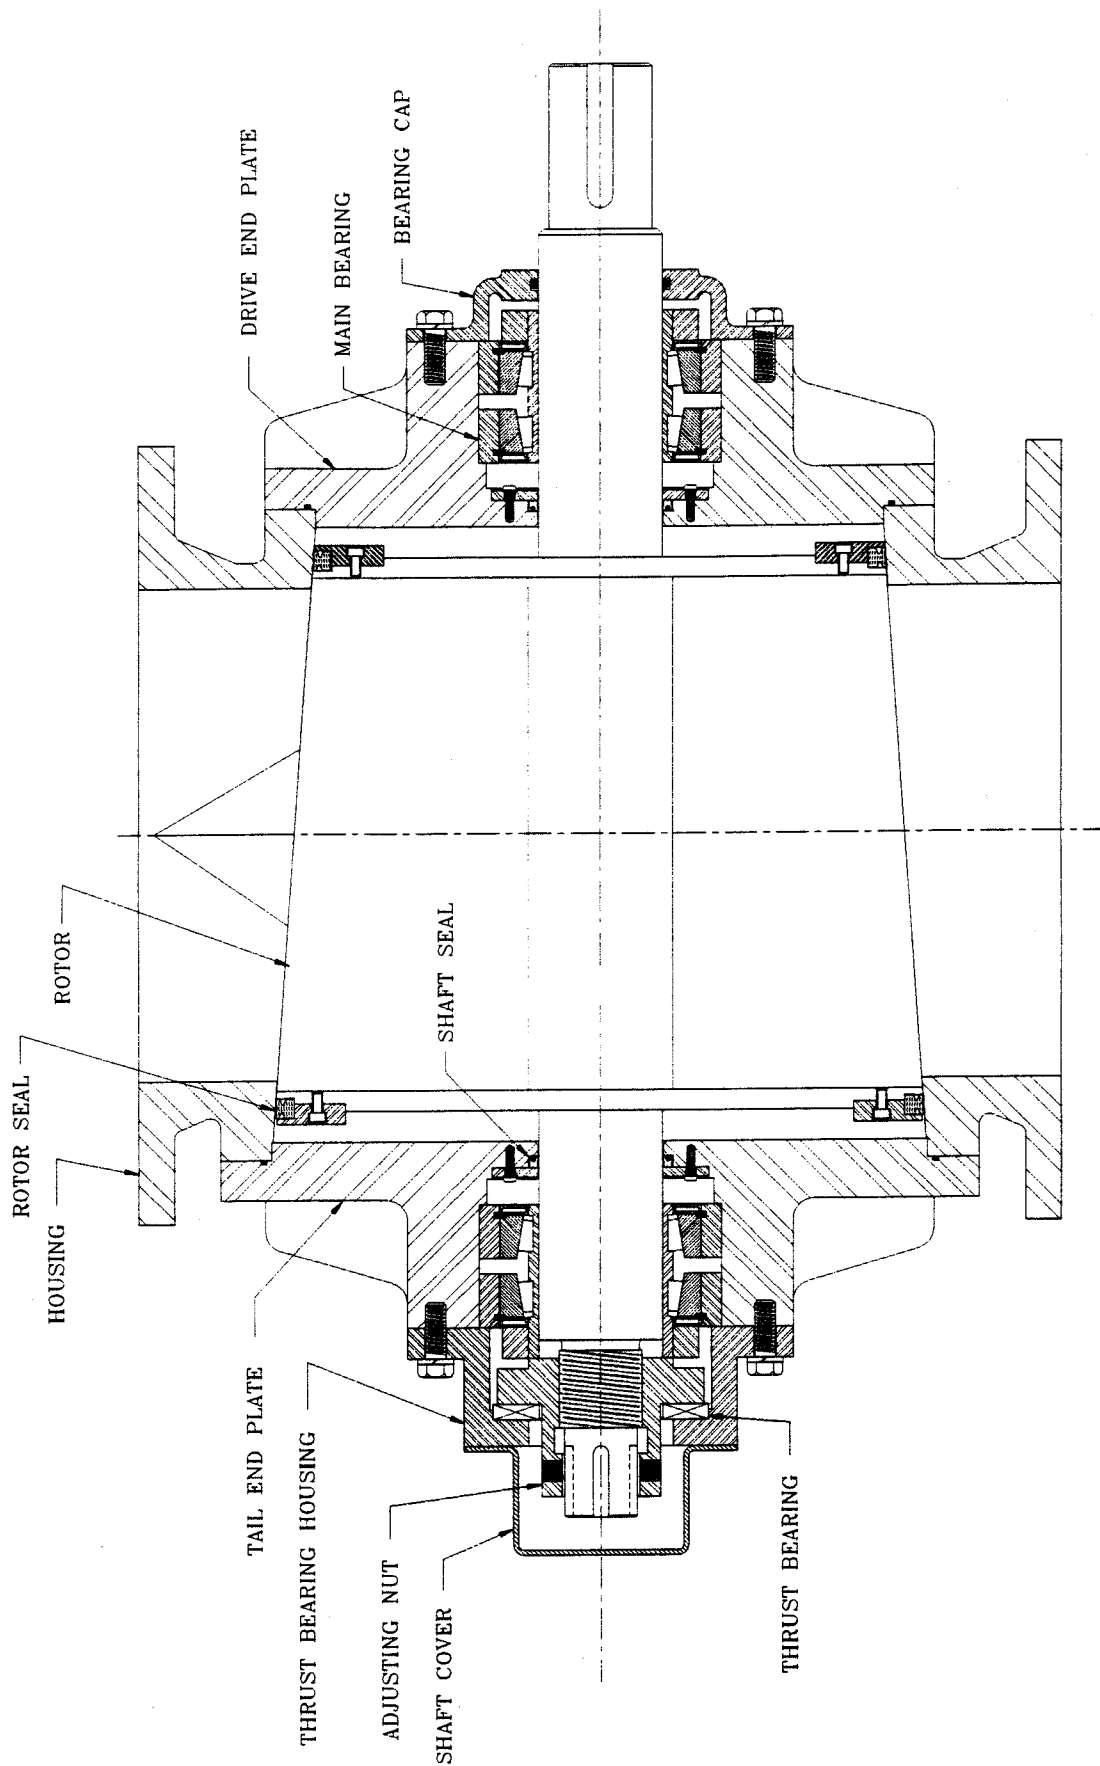 HOUSING
ROTOR SEAL
ROTOR
DRIVE END PLATE
MAIN BEARING
BEARING CAP
SHAFT SEAL
TAIL END PLATE
THRUST BEARING HOUSING
ADJUSTING NUT
SHAFT COVER
THRUST BEARING